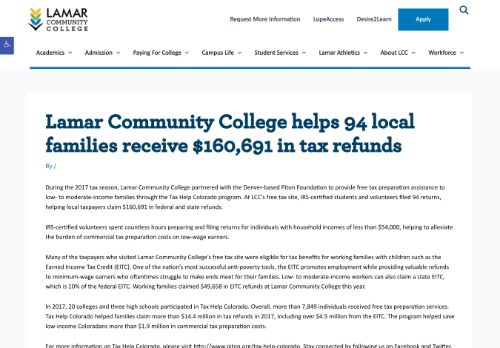 LAMAR
COMMUNITY
COLLEGE
Request More Information LopeAccess Desire2Learn Apply
Academics Admission Paying For College Campus Life Student Services Lamar Athletics About LCC Workforce
Lamar Community College helps 94 local
families receive $160,691 in tax refunds
By /
During the 2017 tax season, Lamar Community College partnered with the Denver-based Piton Foundation to provide free tax preparation assistance to
low- to moderate-income families through the Tax Help Colorado program. At LCC's free tax site, IRS-certified students and volunteers filed 94 returns,
helping local taxpayers claim $160,691 in federal and state refunds.
IRS-certified volunteers spent countless hours preparing and filing returns for individuals with household incomes of less than $54,000, helping to alleviate
the burden of commercial tax preparation costs on low-wage earners.
Many of the taxpayers who visited Lamar Community College's free tax site were eligible for tax benefits for working families with children such as the
Earned Income Tax Credit (EITC). One of the nation's most successful anti-poverty tools, the EITC promotes employment while providing valuable refunds
to minimum-wage earners who oftentimes struggle to make ends meet for their families. Low- to moderate-income workers can also claim a state EITC,
which is 10% of the federal EITC. Working families claimed $49,658 in EITC refunds at Lamar Community College this year.
In 2017, 20 colleges and three high schools participated in Tax Help Colorado. Overall, more than 7,849 individuals received free tax preparation services.
Tax Help Colorado helped families claim more than $14.4 million in tax refunds in 2017, including over $4.5 million from the EITC. The program helped save
low-income Coloradans more than $1.9 million in commercial tax preparation costs.
For more information on Tax Help Colorado, please visit http://www.piton.org/tax-help-colorado. Stay connected by following us on Facebook and Twitter.